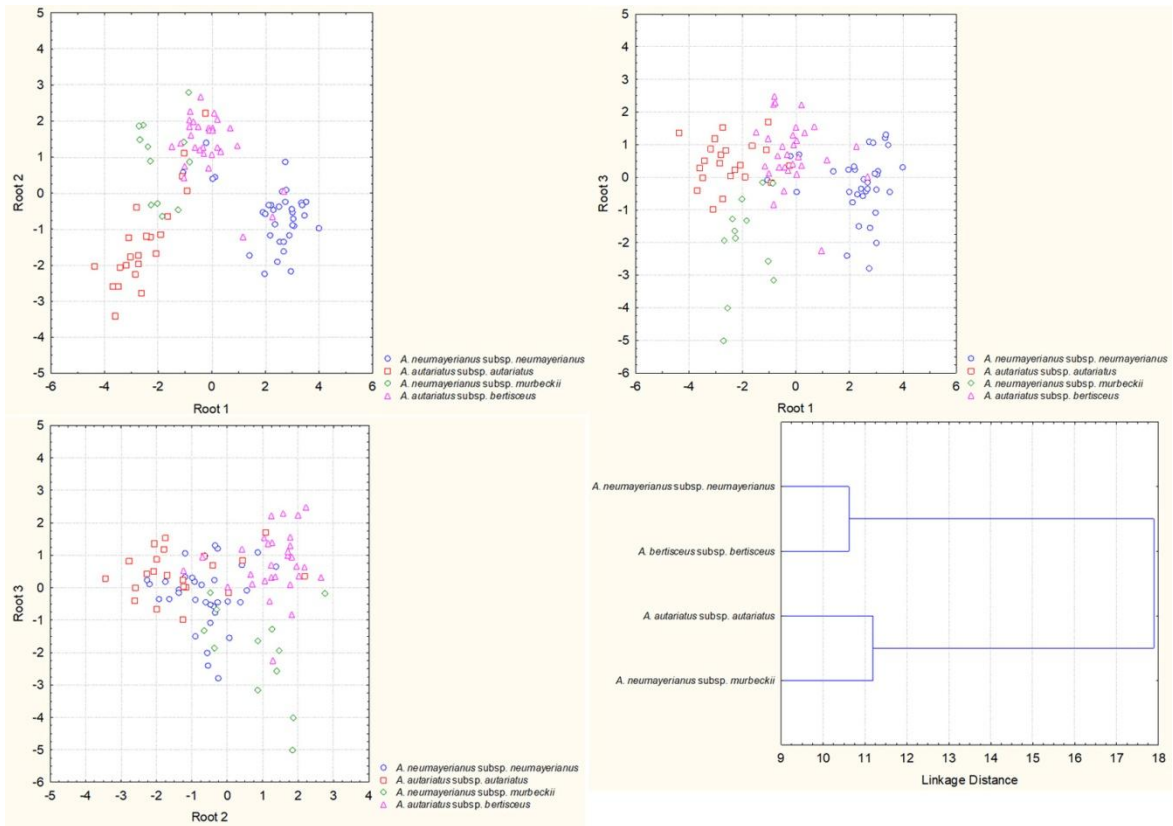 5
4
3
2
1
0
-1
-2
-3
-4
-5
-6 -4 -2 0 2 4 6
Root 2
Root 1
A. neumayerianus subsp. neumayerianus
A. autariatus subsp. autariatus
A. neumayerianus subsp. murbeckii
A. autariatus subsp. bertisceus
5
4
3
2
1
0
-1
-2
-3
-4
-5
-6
-6 -4 -2 0 2 4 6
Root 3
Root 1
A. neumayerianus subsp. neumayerianus
A. autariatus subsp. autariatus
A. neumayerianus subsp. murbeckii
A. autariatus subsp. bertisceus
5
4
3
2
1
0
-1
-2
-3
-4
-5
-6
-4 -3 -2 -1 0 1 2 3 4
Root 3
Root 2
A. neumayerianus subsp. neumayerianus
A. autariatus subsp. autariatus
A. neumayerianus subsp. murbeckii
A. autariatus subsp. bertisceus
A. neumayerianus subsp. neumayerianus
A. bertisceus subsp. bertisceus
A. autariatus subsp. autariatus
A. neumayerianus subsp. murbeckii
9 10 11 12 13 14 15 16 17 18
Linkage Distance